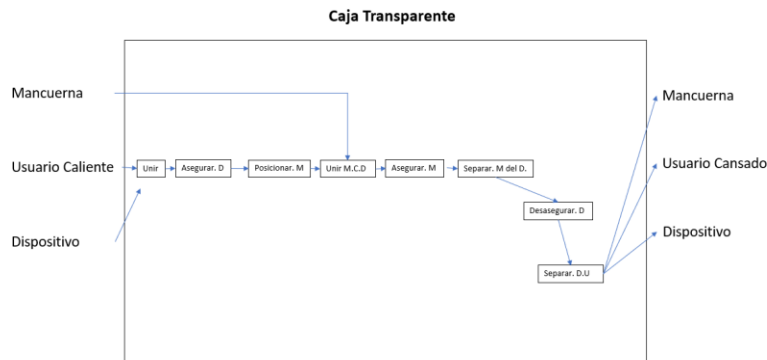 Caja Transparente
Mancuerna
Mancuerna
Usuario Caliente
Unir
Asegurar. D
Posicionar. M
Unir M.C.D
Asegurar. M
Separar. M del D.
Usuario Cansado
Desasegurar. D
Dispositivo
Dispositivo
Separar. D.U